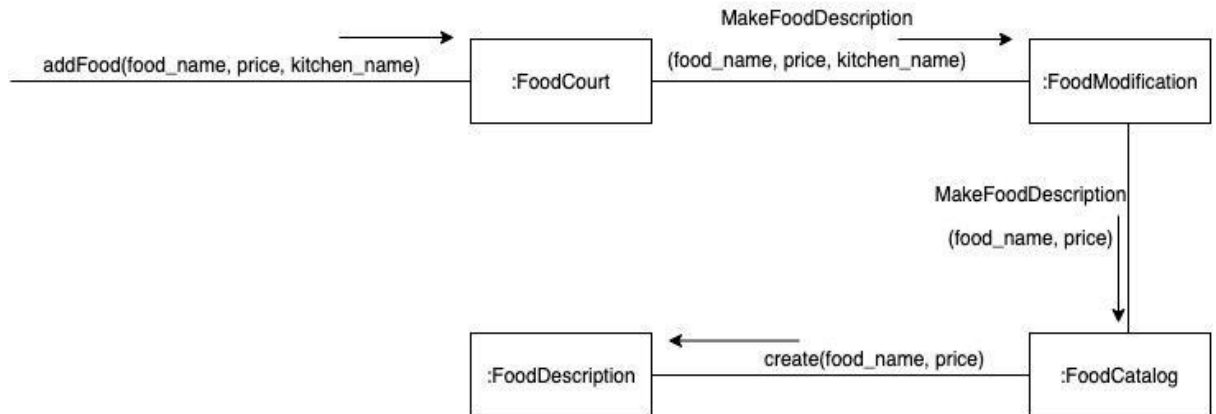 MakeFoodDescription
addFood(food_name, price, kitchen_name)
(food_name, price, kitchen_name)
:FoodCourt
:FoodModification
MakeFoodDescription
(food_name, price)
create(food_name, price)
:FoodDescription
:FoodCatalog